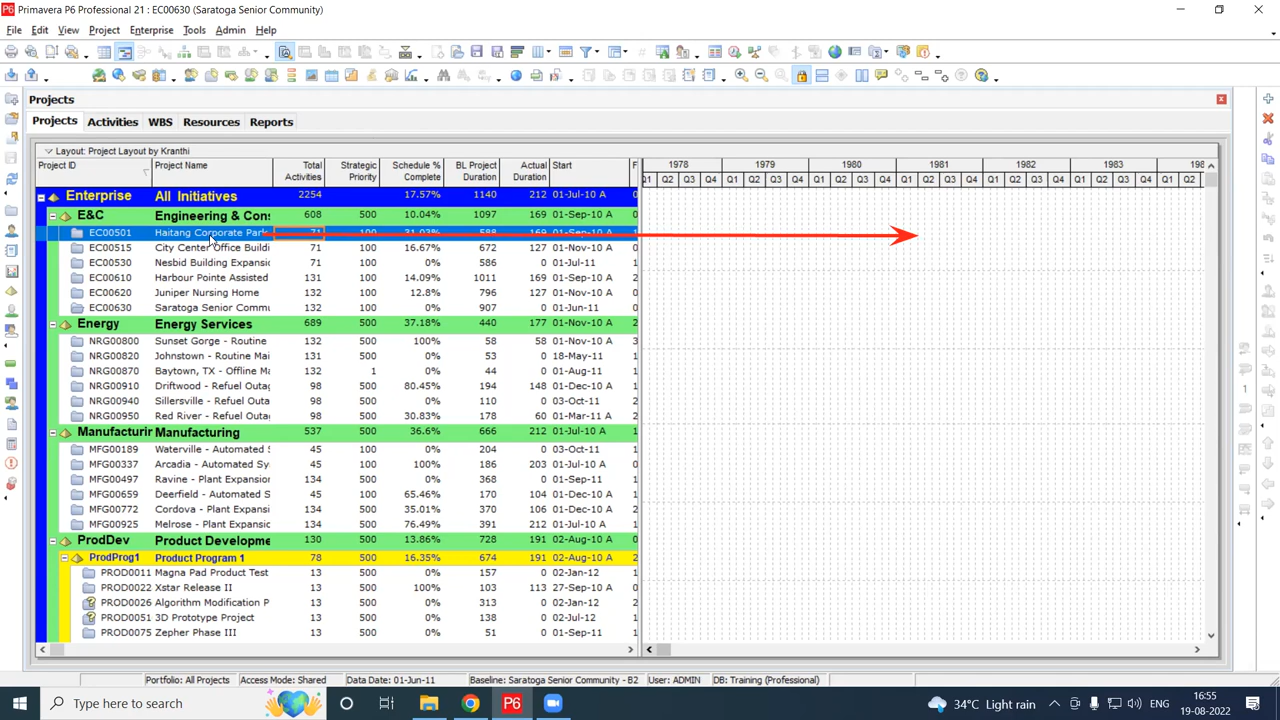 Primavera P6 Professional 21 : EC00630 (Saratoga Senior Community)
File Edit View Project Enterprise Tools Admin Help
Projects
Projects Activities WBS Resources Reports
Layout: Project Layout by Kranthi
Project ID Project Name Total Activities Strategic Priority Schedule % Complete BL Project Duration Actual Duration Start F
1978 1979 1980 1981 1982 1983 198
Q1 Q2 Q3 Q4 Q1 Q2 Q3 Q4 Q1 Q2 Q3 Q4 Q1 Q2 Q3 Q4 Q1 Q2 Q3 Q4 Q1 Q2 Q3 Q4 Q1 Q2
Enterprise All Initiatives 2254 17.57% 1140 212 01-Jul-10 A
E&C Engineering & Cons 608 500 10.04% 1097 169 01-Sep-10 A
EC00501 Haitang Corporate Park 71 100 31.03% 588 169 01-Sep-10 A
EC00515 City Center Office Buildi 71 100 16.67% 672 127 01-Nov-10 A
EC00530 Nesbid Building Expansio 71 500 0% 586 0 01-Jul-11
EC00610 Harbour Pointe Assisted 131 500 14.09% 1011 169 01-Sep-10 A
EC00620 Juniper Nursing Home 132 500 12.8% 796 127 01-Nov-10 A
EC00630 Saratoga Senior Commu 132 500 0% 907 0 01-Jun-11
Energy Energy Services 689 500 37.18% 440 177 01-Nov-10 A
NRG00800 Sunset Gorge - Routine 132 500 100% 58 58 01-Nov-10 A
NRG00820 Johnstown - Routine Mai 131 500 0% 53 0 18-May-11
NRG00870 Baytown, TX - Offline Ma 132 1 0% 44 0 01-Aug-11
NRG00910 Driftwood - Refuel Outag 98 500 80.45% 194 148 01-Dec-10 A
NRG00940 Sillersville - Refuel Outa 98 500 0% 110 0 03-Oct-11
NRG00950 Red River - Refuel Outag 98 500 30.83% 178 60 01-Mar-11 A
Manufacturin Manufacturing 537 500 36.6% 666 212 01-Jul-10 A
MFG00189 Waterville - Automated S 45 500 0% 204 0 03-Oct-11
MFG00337 Arcadia - Automated Sy 45 500 100% 186 203 01-Jul-10 A
MFG00497 Ravine - Plant Expansi 134 100 0% 360 0 01-Sep-11
MFG00659 Deerfield - Automated S 45 500 65.46% 170 104 01-Dec-10 A
MFG00772 Cordova - Plant Expansi 134 500 35.01% 370 106 01-Dec-10 A
MFG00925 Melrose - Plant Expansic 134 500 76.49% 391 212 01-Jul-10 A
ProdDev Product Developme 130 500 13.86% 728 191 02-Aug-10 A
ProdProg1 Product Program 1 78 500 16.35% 674 191 02-Aug-10 A
PROD0011 Magna Pad Product Test 13 500 0% 157 0 02-Jan-12
PROD0022 Xstar Release II 13 500 100% 103 113 27-Sep-10 A
PROD0026 Algorithm Modification P 13 500 0% 313 0 02-Jan-12
PROD0051 3D Prototype Project 13 500 0% 138 0 02-Jul-12
PROD0075 Zepher Phase III 13 500 0% 51 0 01-Sep-11
Portfolio: All Projects Access Mode: Shared Data Date: 01-Jun-11 Baseline: Saratoga Senior Community - B2 User: ADMIN DB: Training (Professional)
Type here to search 34°C Light rain 16:55
19-08-2022